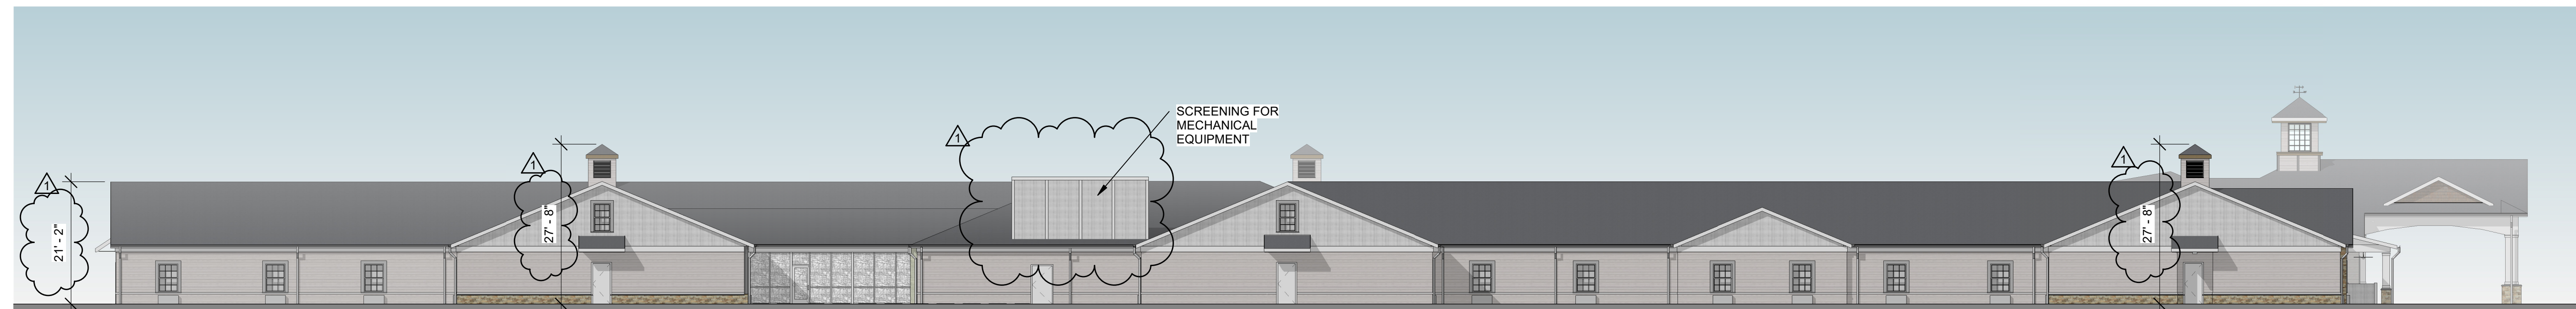 1
21' - 2"
1
27' - 8"
1
SCREENING FOR
MECHANICAL
EQUIPMENT
1
27' - 8"